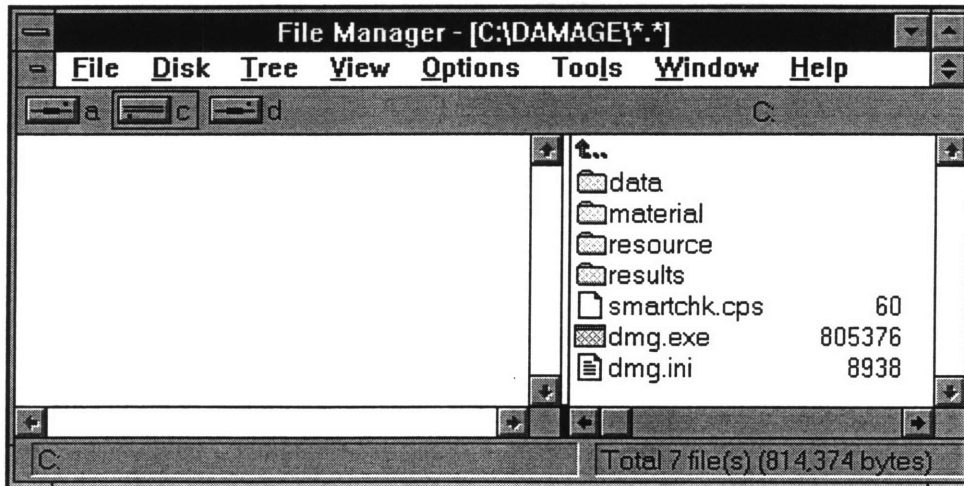 File Manager - [C:\DAMAGE\*.*]
File Disk Tree View Options Tools Window Help
a c d C:
..
data
material
resource
results
smartchk.cps 60
dmg.exe 805376
dmg.ini 8938
C: Total 7 file(s) (814,374 bytes)